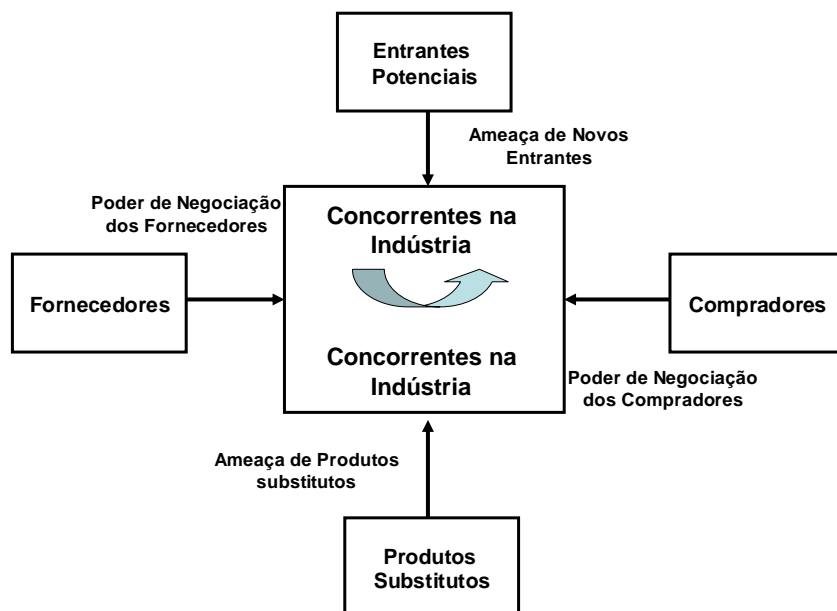 Entrantes
Potenciais
Ameaça de Novos
Entrantes
Poder de Negociação
dos Fornecedores
Concorrentes na
Indústria
Fornecedores
Compradores
Concorrentes na
Indústria
Poder de Negociação
dos Compradores
Ameaça de Produtos
substitutos
Produtos
Substitutos